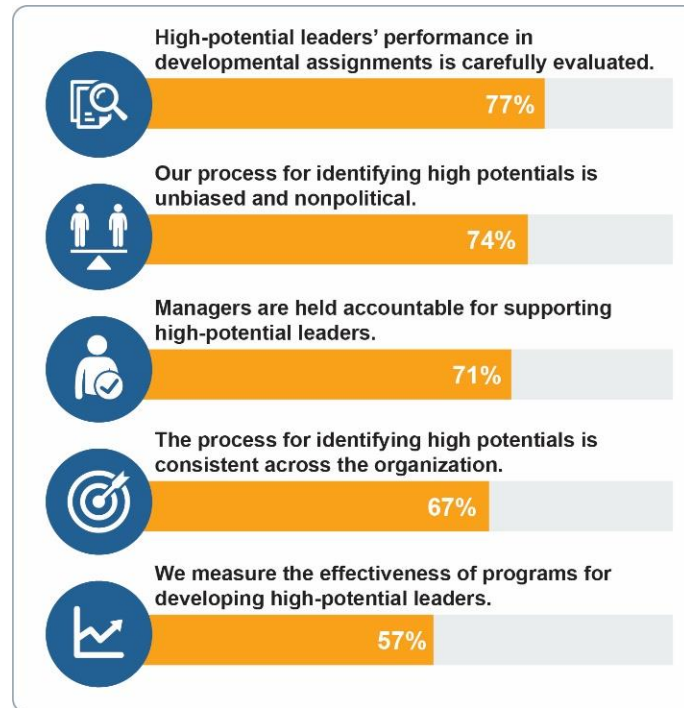 High-potential leaders’ performance in
developmental assignments is carefully evaluated.
77%
Our process for identifying high potentials is
unbiased and nonpolitical.
74%
Managers are held accountable for supporting
high-potential leaders.
71%
The process for identifying high potentials is
consistent across the organization.
67%
We measure the effectiveness of programs for
developing high-potential leaders.
57%